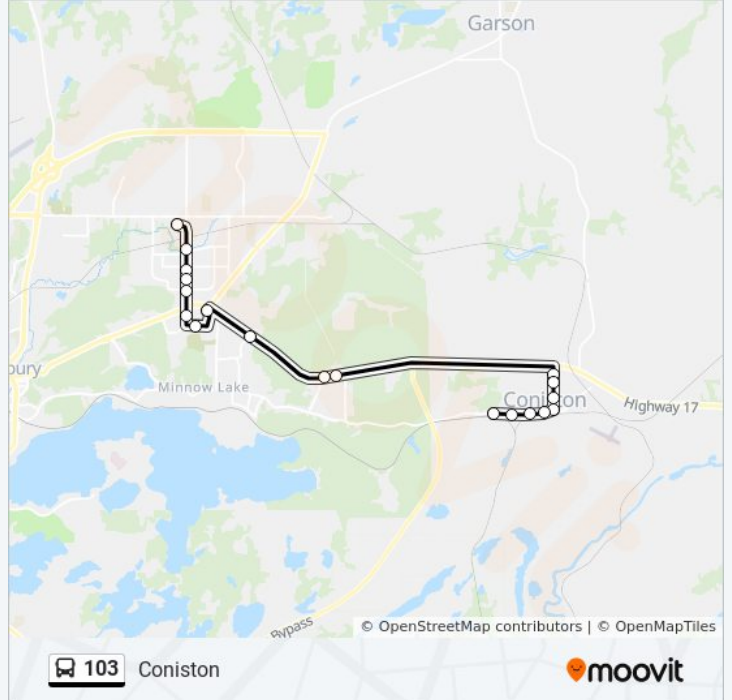 Garson
bury
Minnow Lake
Coniston
Highway 17
Bypass
© OpenStreetMap contributors | © OpenMapTiles
103 Coniston
moovit